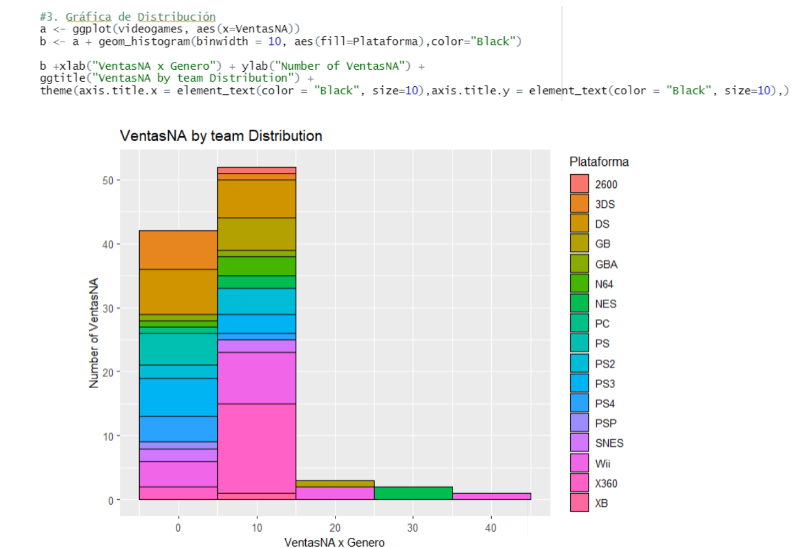 #3. Gráfica de Distribución
a <- ggplot(videogames, aes(x=VentasNA))
b <- a + geom_histogram(binwidth = 10, aes(fill=Plataforma),color="Black")
b +xlab("VentasNA x Genero") + ylab("Number of VentasNA") +
ggtitle("VentasNA by team Distribution") +
theme(axis.title.x = element_text(color = "Black", size=10),axis.title.y = element_text(color = "Black", size=10),)
VentasNA by team Distribution
Number of VentasNA
50
40
30
20
10
0
0 10 20 30 40
VentasNA x Genero
Plataforma
2600
3DS
DS
GB
GBA
N64
NES
PC
PS
PS2
PS3
PS4
PSP
SNES
Wii
X360
XB